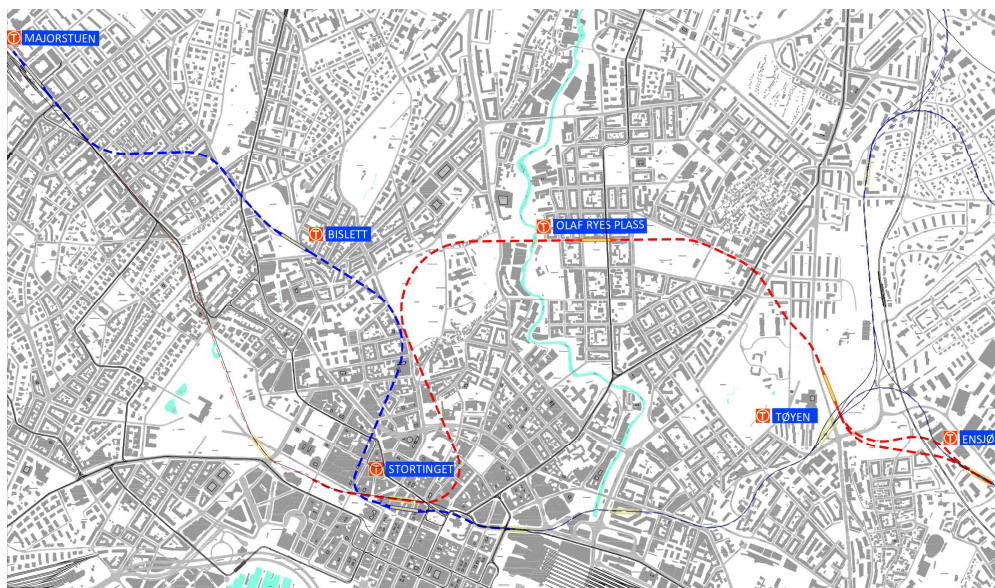 T MAJORSTUEN
T OLAF RYES PLASS
T BISLETT
T TØYEN
T ENSJØ
T STORTINGET